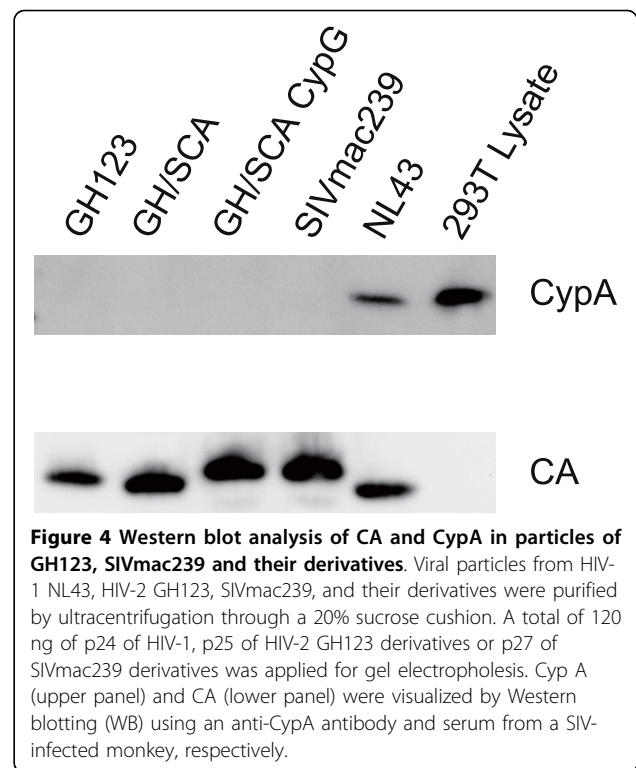 GH123
GH/SCA
GH/SCA CypG
SIVmac239
NL43
293T Lysate
CypA
CA
Figure 4 Western blot analysis of CA and CypA in particles of
GH123, SIVmac239 and their derivatives. Viral particles from HIV-
1 NL43, HIV-2 GH123, SIVmac239, and their derivatives were purified
by ultracentrifugation through a 20% sucrose cushion. A total of 120
ng of p24 of HIV-1, p25 of HIV-2 GH123 derivatives or p27 of
SIVmac239 derivatives was applied for gel electropholesis. Cyp A
(upper panel) and CA (lower panel) were visualized by Western
blotting (WB) using an anti-CypA antibody and serum from a SIV-
infected monkey, respectively.